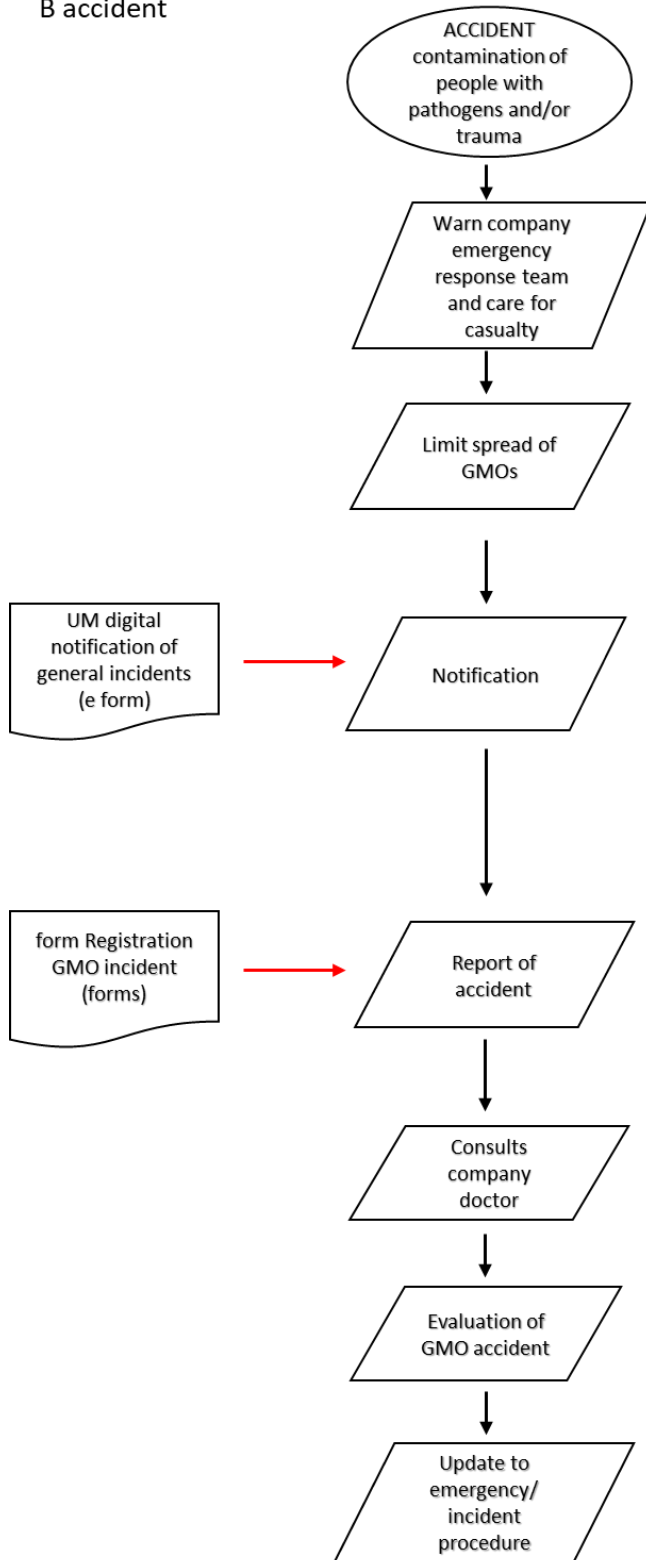 B accident
ACCIDENT
contamination of
people with
pathogens and/or
trauma
Warn company
emergency
response team
and care for
casualty
Limit spread of
GMOs
UM digital
notification of
general incidents
(e form)
Notification
form Registration
GMO incident
(forms)
Report of
accident
Consults
company
doctor
Evaluation of
GMO accident
Update to
emergency/
incident
procedure